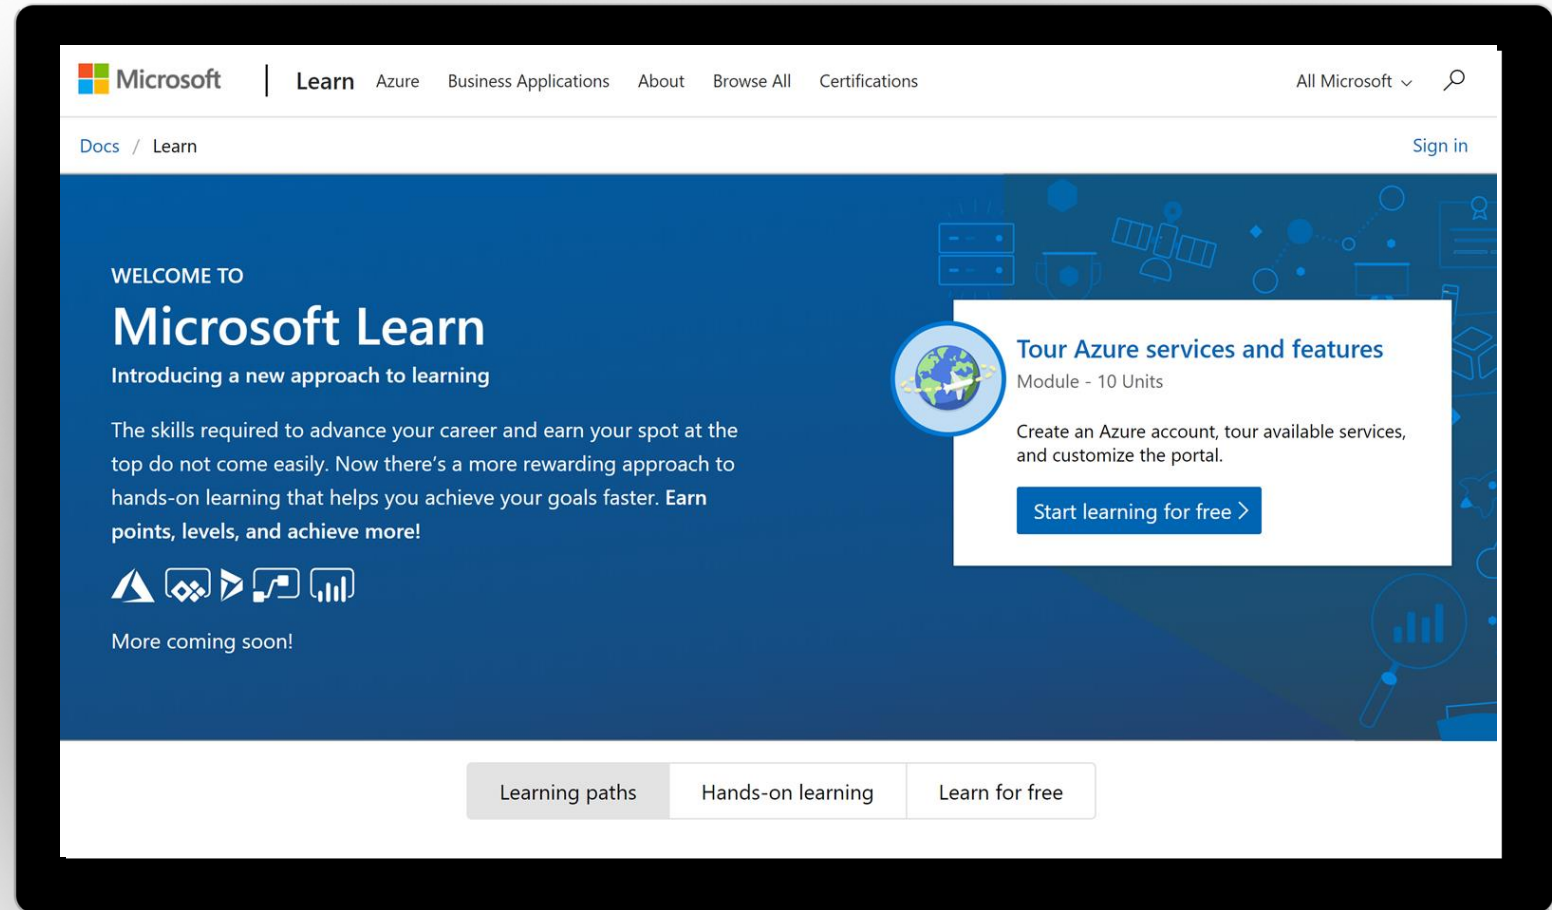 Microsoft | Learn Azure Business Applications About Browse All Certifications All Microsoft
Docs / Learn Sign in
WELCOME TO
Microsoft Learn
Introducing a new approach to learning
The skills required to advance your career and earn your spot at the
top do not come easily. Now there's a more rewarding approach to
hands-on learning that helps you achieve your goals faster. Earn
points, levels, and achieve more!
More coming soon!
Tour Azure services and features
Module - 10 Units
Create an Azure account, tour available services,
and customize the portal.
Start learning for free >
Learning paths Hands-on learning Learn for free